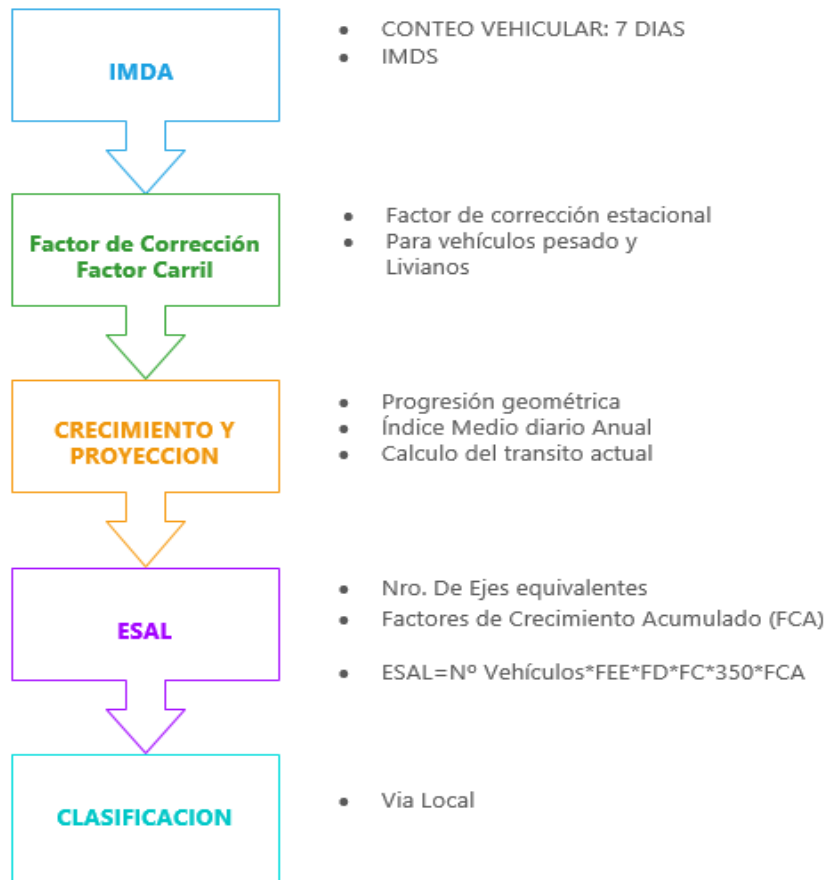 IMDA
• CONTEO VEHICULAR: 7 DIAS
• IMDS
Factor de Corrección
Factor Carril
• Factor de corrección estacional
• Para vehículos pesado y
Livianos
CRECIMIENTO Y
PROYECCION
• Progresión geométrica
• Índice Medio diario Anual
• Calculo del transito actual
ESAL
• Nro. De Ejes equivalentes
• Factores de Crecimiento Acumulado (FCA)
• ESAL=Nº Vehículos*FEE*FD*FC*350*FCA
CLASIFICACION
• Via Local